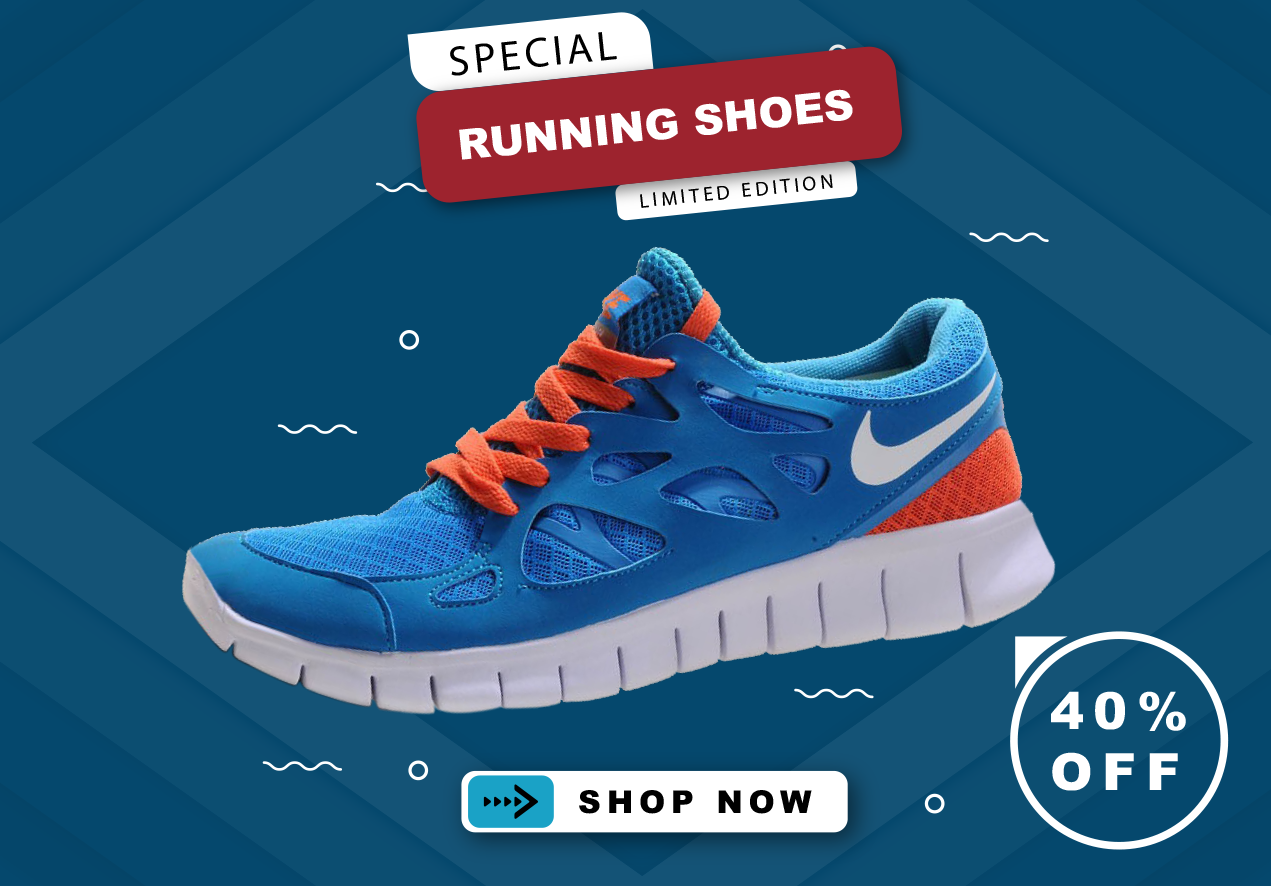 SPECIAL
RUNNING SHOES
LIMITED EDITION
40%
OFF
SHOP NOW